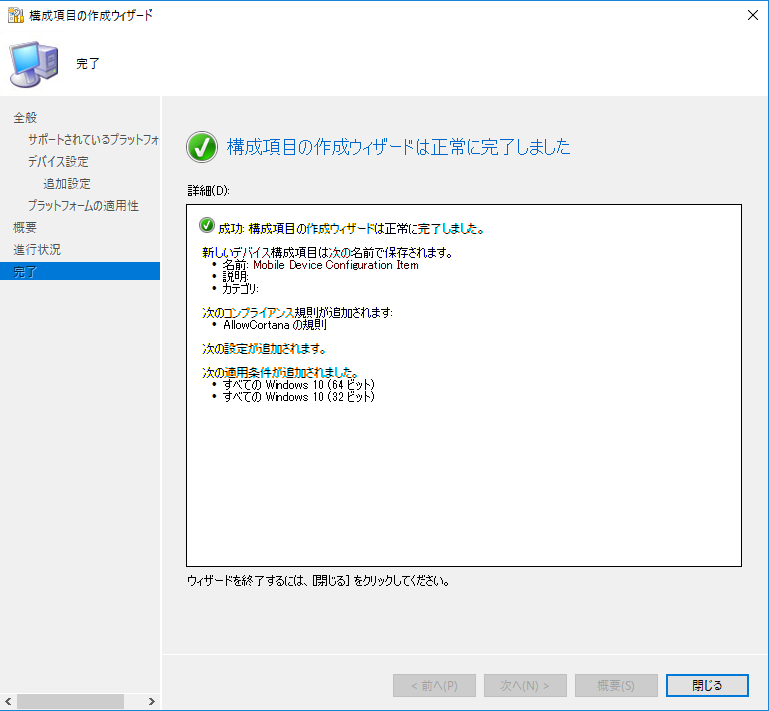 構成項目の作成ウィザード
完了
全般
サポートされているプラットフォ
デバイス設定
追加設定
プラットフォームの適用性
概要
進行状況
完了
構成項目の作成ウィザードは正常に完了しました
詳細(D):
成功: 構成項目の作成ウィザードは正常に完了しました。
新しいデバイス構成項目は次の名前で保存されます。
• 名前: Mobile Device Configuration Item
• 説明:
• カテゴリ:
次のコンプライアンス規則が追加されます:
• AllowCortana の規則
次の設定が追加されます。
次の適用条件が追加されました。
• すべての Windows 10 (64 ビット)
• すべての Windows 10 (32 ビット)
ウィザードを終了するには、[閉じる] をクリックしてください。
< 前へ(P)
次へ(N) >
概要(S)
閉じる